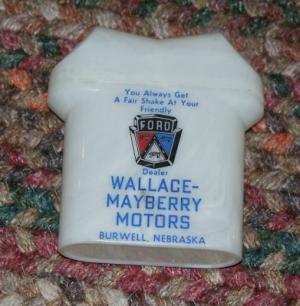 You Always Get
A Fair Shake At Your
Friendly
FORD
Dealer
WALLACE-
MAYBERRY
MOTORS
BURWELL, NEBRASKA